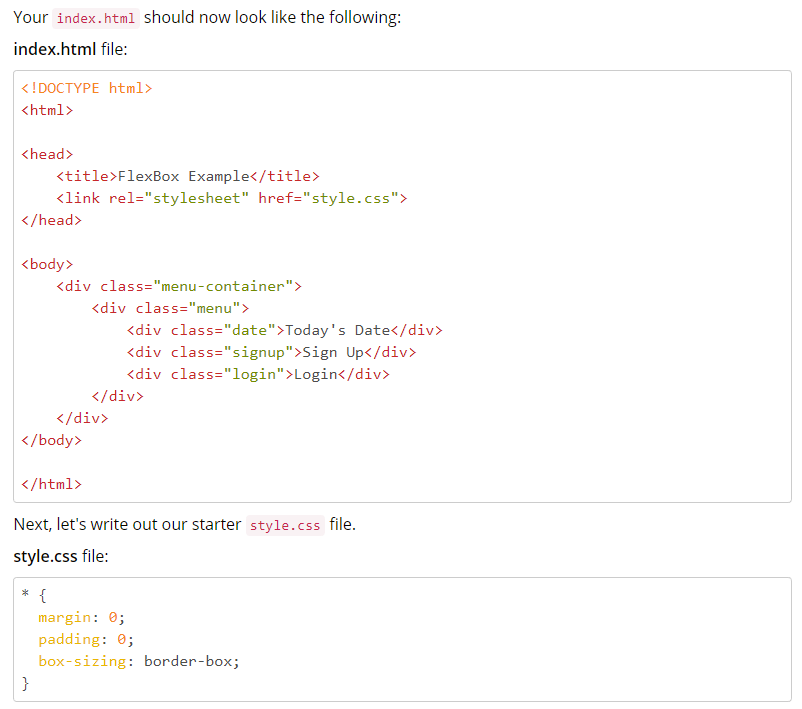 Your index.html should now look like the following:
index.html file:
<!DOCTYPE html>
<html>
<head>
    <title>FlexBox Example</title>
    <link rel="stylesheet" href="style.css">
</head>
<body>
    <div class="menu-container">
        <div class="menu">
            <div class="date">Today's Date</div>
            <div class="signup">Sign Up</div>
            <div class="login">Login</div>
        </div>
    </div>
</body>
</html>
Next, let's write out our starter style.css file.
style.css file:
* {
  margin: 0;
  padding: 0;
  box-sizing: border-box;
}